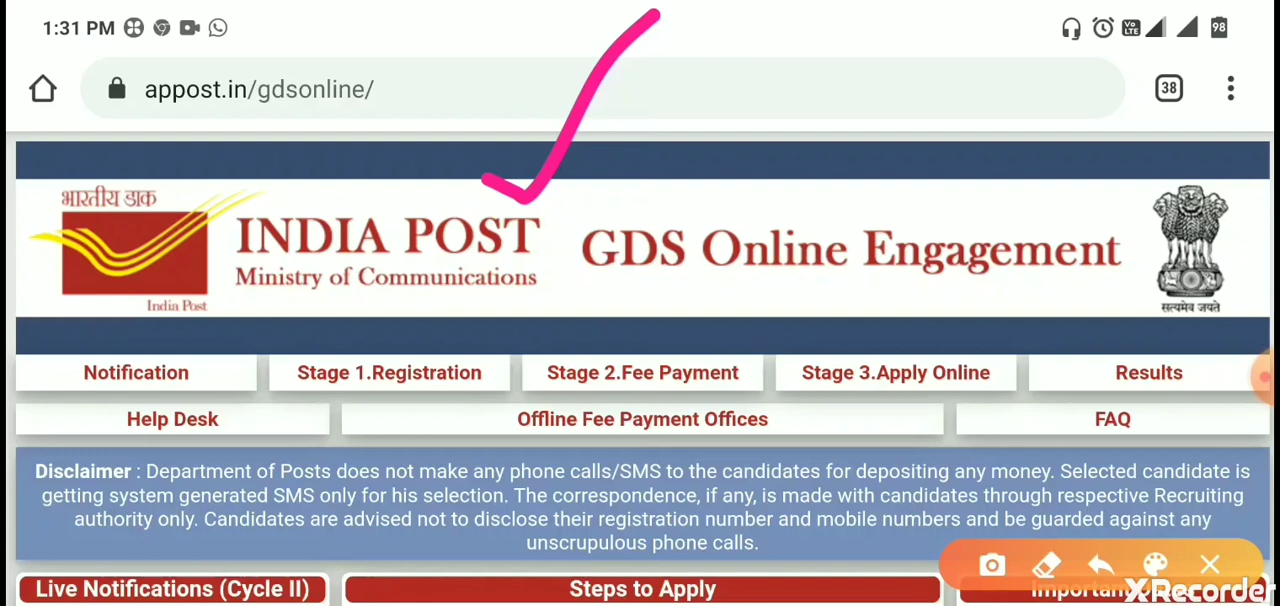 1:31 PM
VoLTE
98
appost.in/gdsonline/
38
भारतीय डाक
India Post
INDIA POST
Ministry of Communications
GDS Online Engagement
सत्यमेव जयते
Notification
Stage 1.Registration
Stage 2.Fee Payment
Stage 3.Apply Online
Results
Help Desk
Offline Fee Payment Offices
FAQ
Disclaimer : Department of Posts does not make any phone calls/SMS to the candidates for depositing any money. Selected candidate is
getting system generated SMS only for his selection. The correspondence, if any, is made with candidates through respective Recruiting
authority only. Candidates are advised not to disclose their registration number and mobile numbers and be guarded against any
unscrupulous phone calls.
Live Notifications (Cycle II)
Steps to Apply
Important
XRecorder